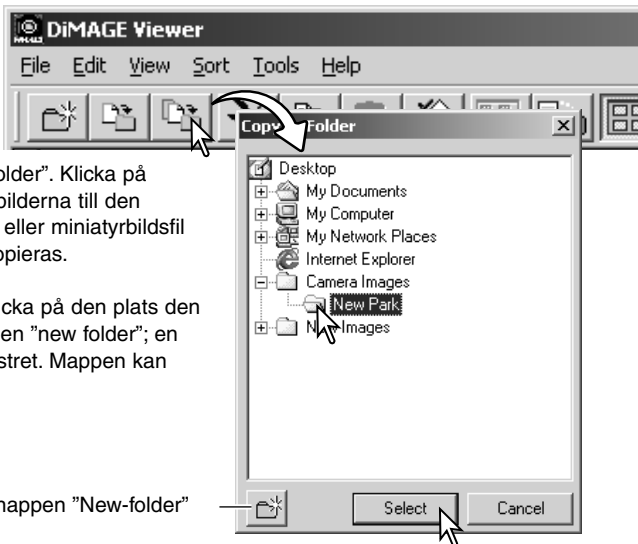 DiMAGE Viewer
File Edit View Sort Tools Help
Copy Folder
Desktop
My Documents
My Computer
My Network Places
Internet Explorer
Camera Images
New Park
Images
older”. Klicka på
bilderna till den
eller miniatyrbildsfil
opieras.
cka på den plats den
en ”new folder”; en
stret. Mappen kan
nappen ”New-folder”
Select Cancel